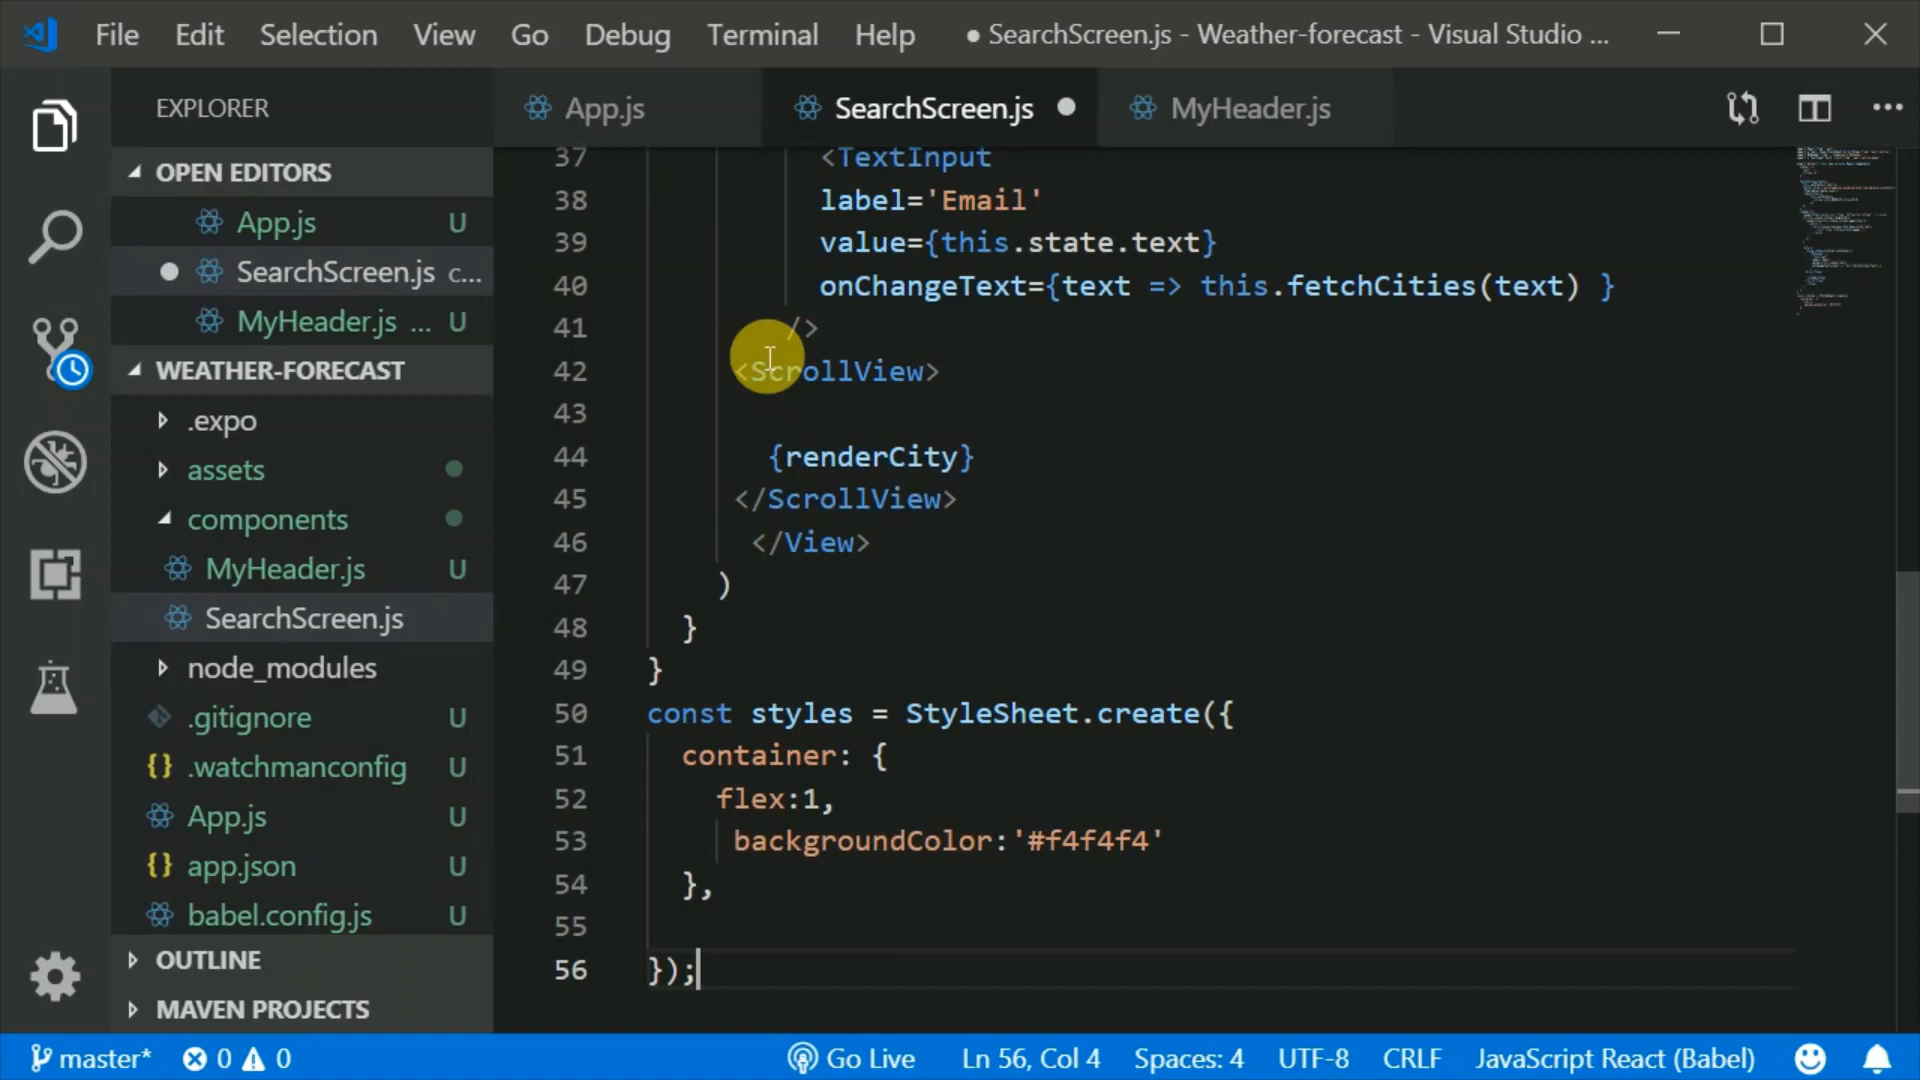 File Edit Selection View Go Debug Terminal Help ● SearchScreen.js - Weather-forecast - Visual Studio ...
EXPLORER
App.js SearchScreen.js MyHeader.js
OPEN EDITORS
App.js U
SearchScreen.js c...
MyHeader.js ... U
WEATHER-FORECAST
.expo
assets
components
MyHeader.js U
SearchScreen.js
node_modules
.gitignore U
{} .watchmanconfig U
App.js U
{} app.json U
babel.config.js U
OUTLINE
MAVEN PROJECTS
37 <TextInput
38 label='Email'
39 value={this.state.text}
40 onChangeText={text => this.fetchCities(text) }
41 />
42 <ScrollView>
43
44 {renderCity}
45 </ScrollView>
46 </View>
47 )
48 }
49 }
50 const styles = StyleSheet.create({
51 container: {
52 flex:1,
53 backgroundColor:'#f4f4f4'
54 },
55
56 });
master* 0 0 Go Live Ln 56, Col 4 Spaces: 4 UTF-8 CRLF JavaScript React (Babel)